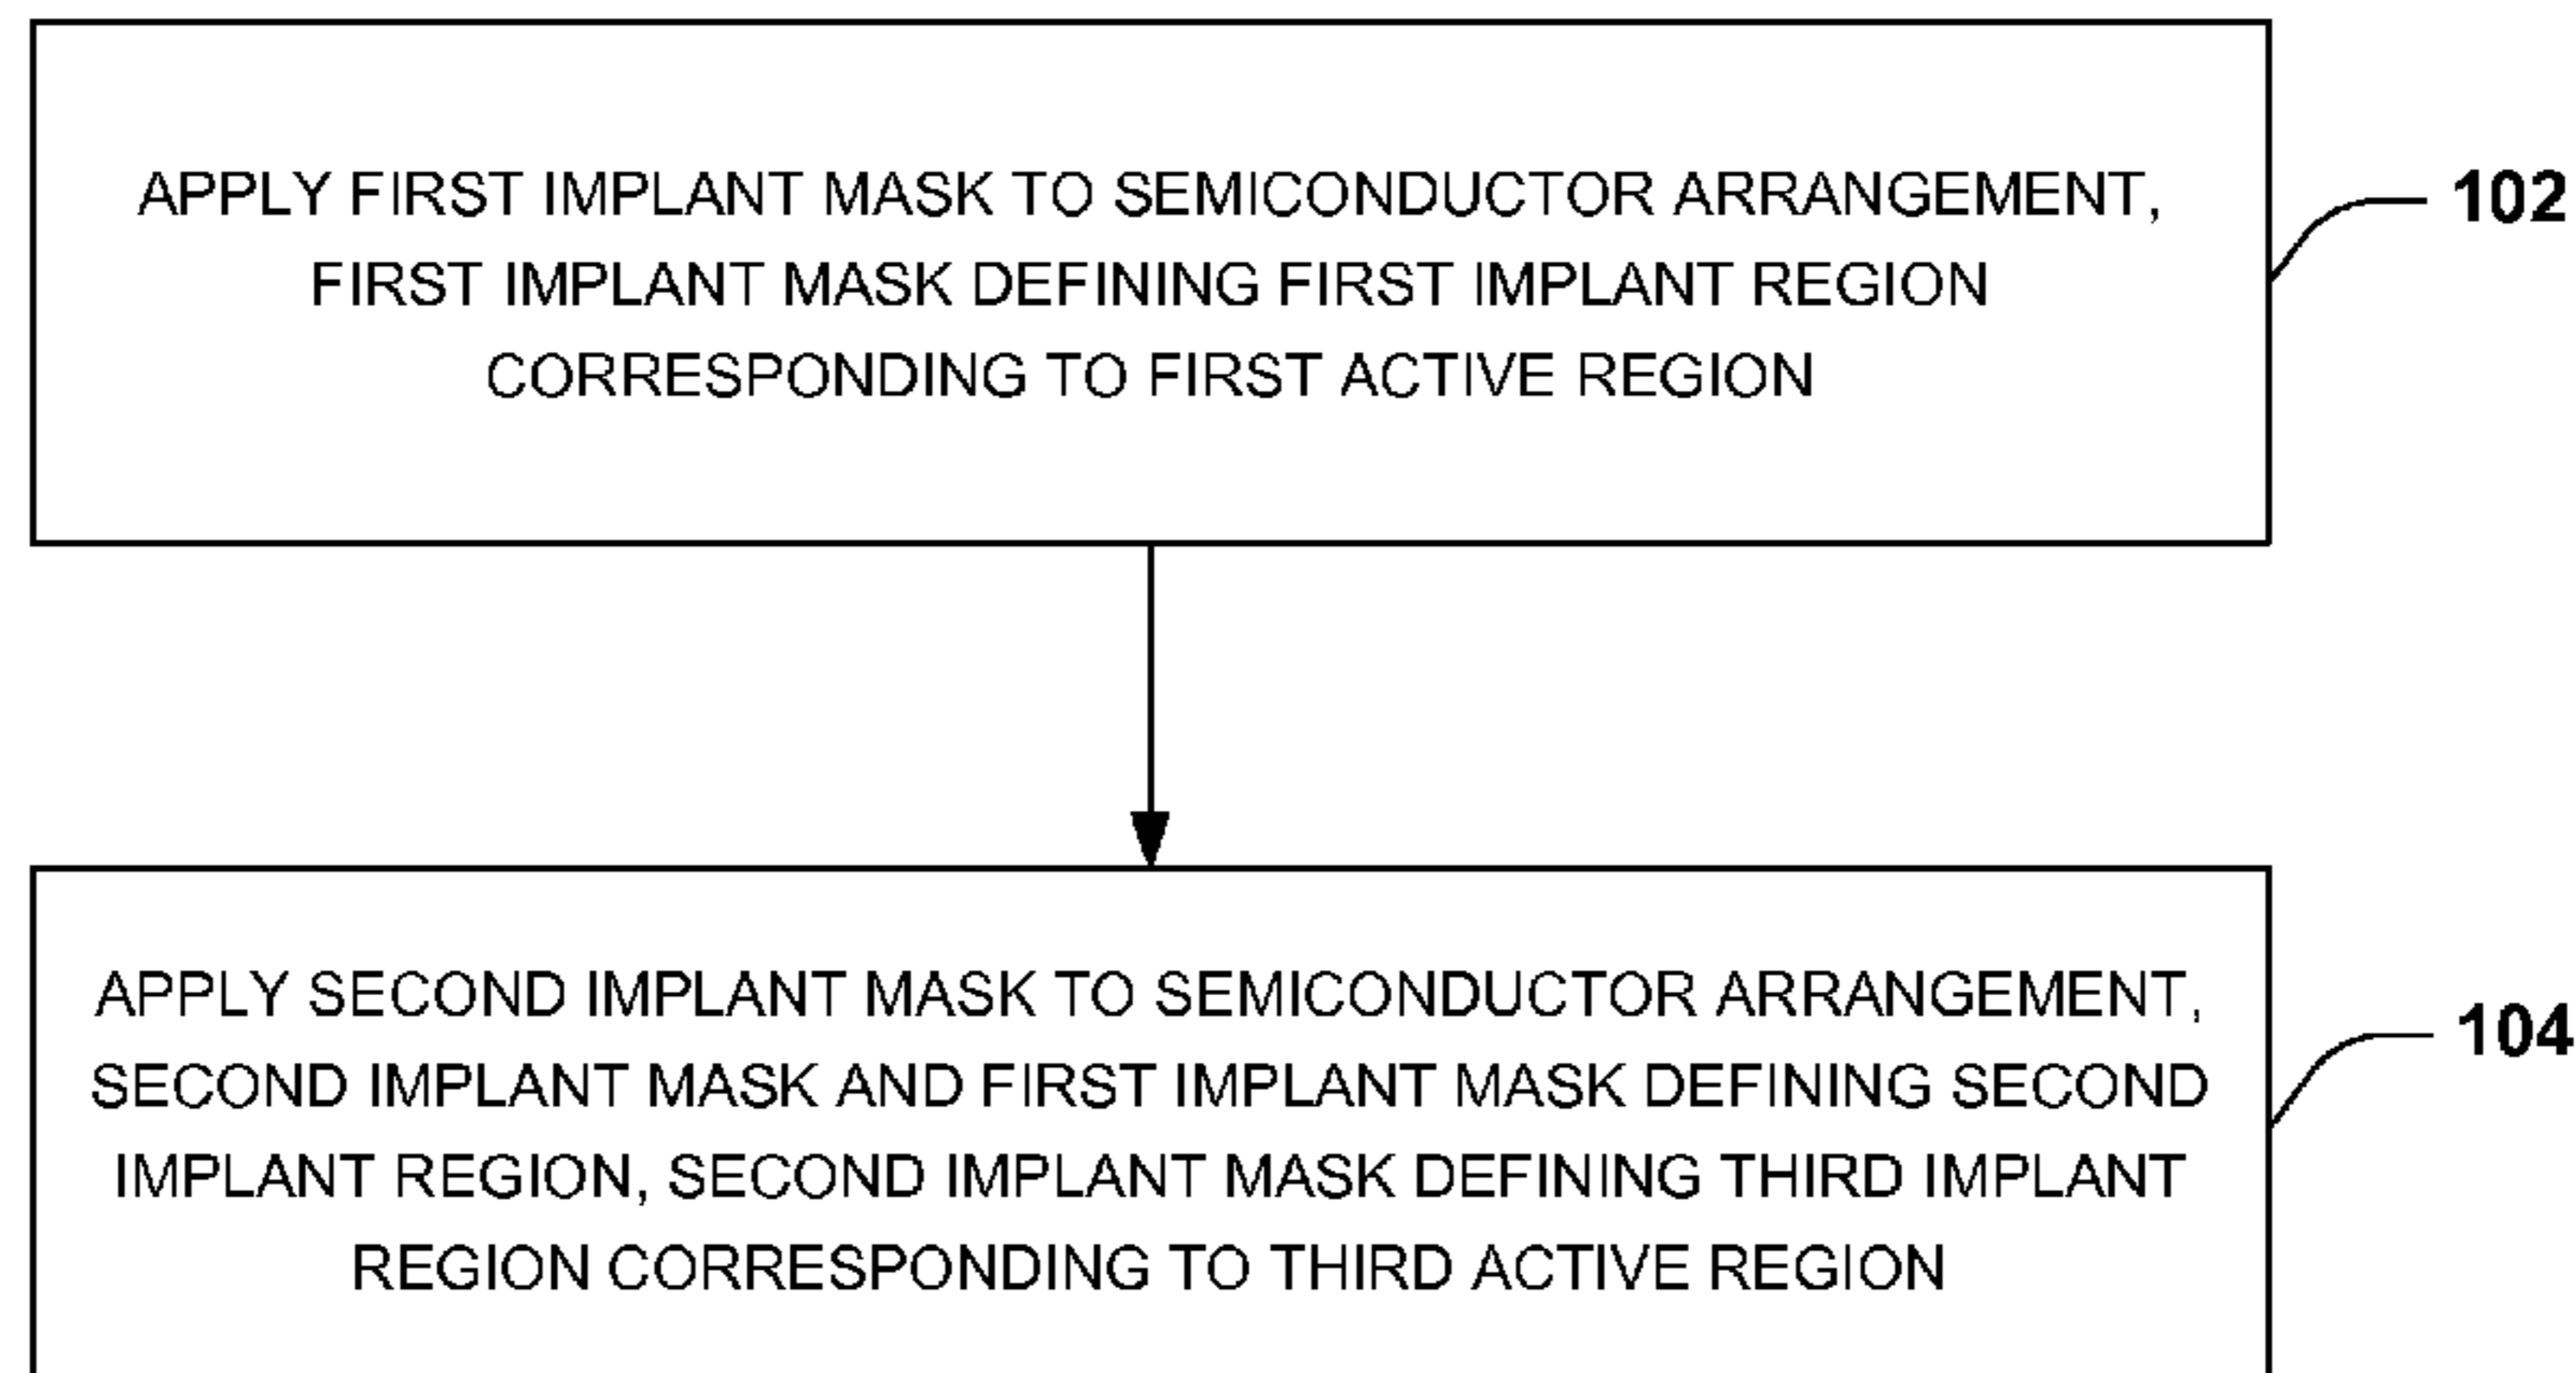 APPLY FIRST IMPLANT MASK TO SEMICONDUCTOR ARRANGEMENT,
FIRST IMPLANT MASK DEFINING FIRST IMPLANT REGION
CORRESPONDING TO FIRST ACTIVE REGION
102
APPLY SECOND IMPLANT MASK TO SEMICONDUCTOR ARRANGEMENT,
SECOND IMPLANT MASK AND FIRST IMPLANT MASK DEFINING SECOND
IMPLANT REGION, SECOND IMPLANT MASK DEFINING THIRD IMPLANT
REGION CORRESPONDING TO THIRD ACTIVE REGION
104